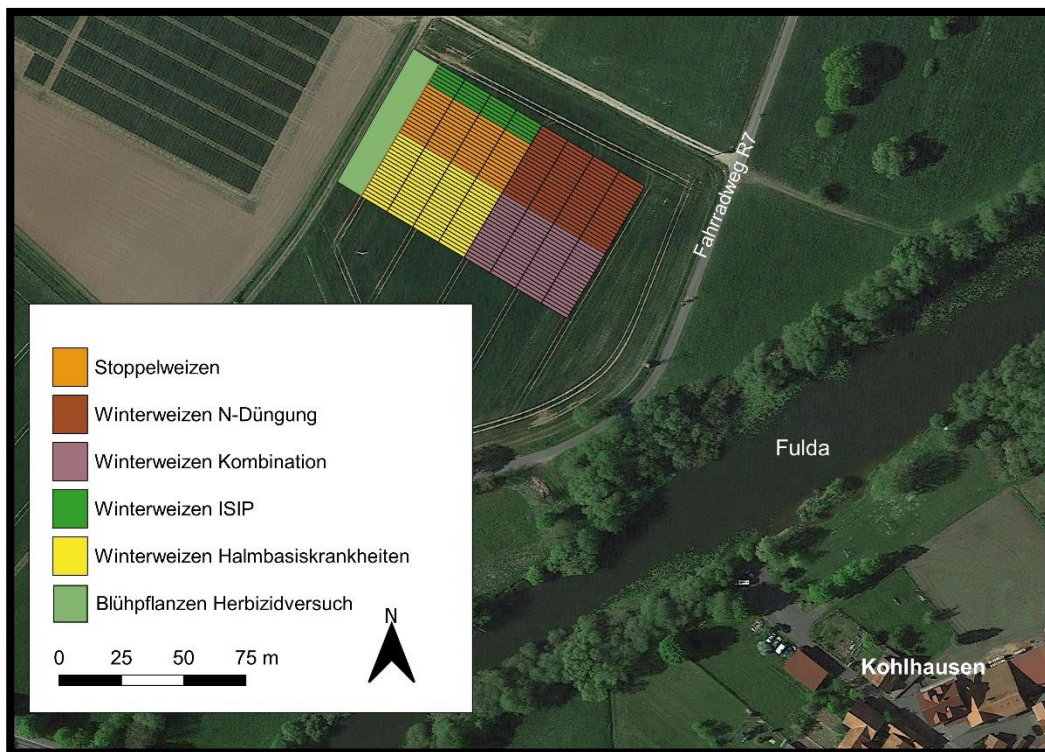 Fahrradweg R7
Fulda
Kohlhausen
Stoppelweizen
Winterweizen N-Düngung
Winterweizen Kombination
Winterweizen ISIP
Winterweizen Halmbasiskrankheiten
Blühpflanzen Herbizidversuch
N
0 25 50 75 m